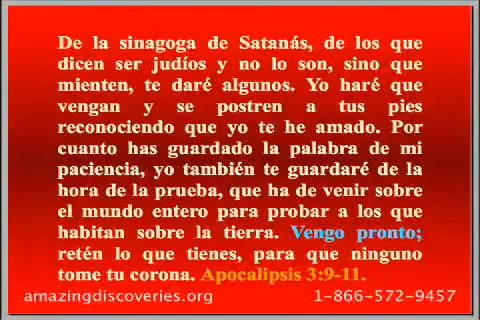 De la sinagoga de Satanás, de los que
dicen ser judíos y no lo son, sino que
mienten, te daré algunos. Yo haré que
vengan y se postren a tus pies
reconociendo que yo te he amado. Por
cuanto has guardado la palabra de mi
paciencia, yo también te guardaré de la
hora de la prueba, que ha de venir sobre
el mundo entero para probar a los que
habitan sobre la tierra. Vengo pronto;
retén lo que tienes, para que ninguno
tome tu corona. Apocalipsis 3:9-11.
amazingdiscoveries.org 1-866-572-9457